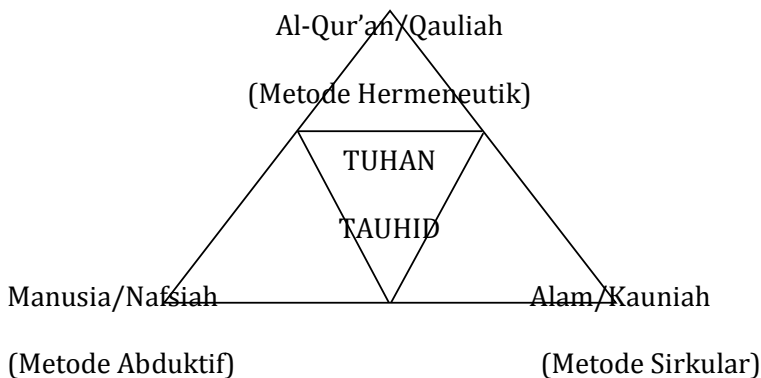 Al-Qur’an/Qauliah
(Metode Hermeneutik)
TUHAN
TAUHID
Manusia/Nafsiah
Alam/Kauniah
(Metode Abduktif)
(Metode Sirkular)